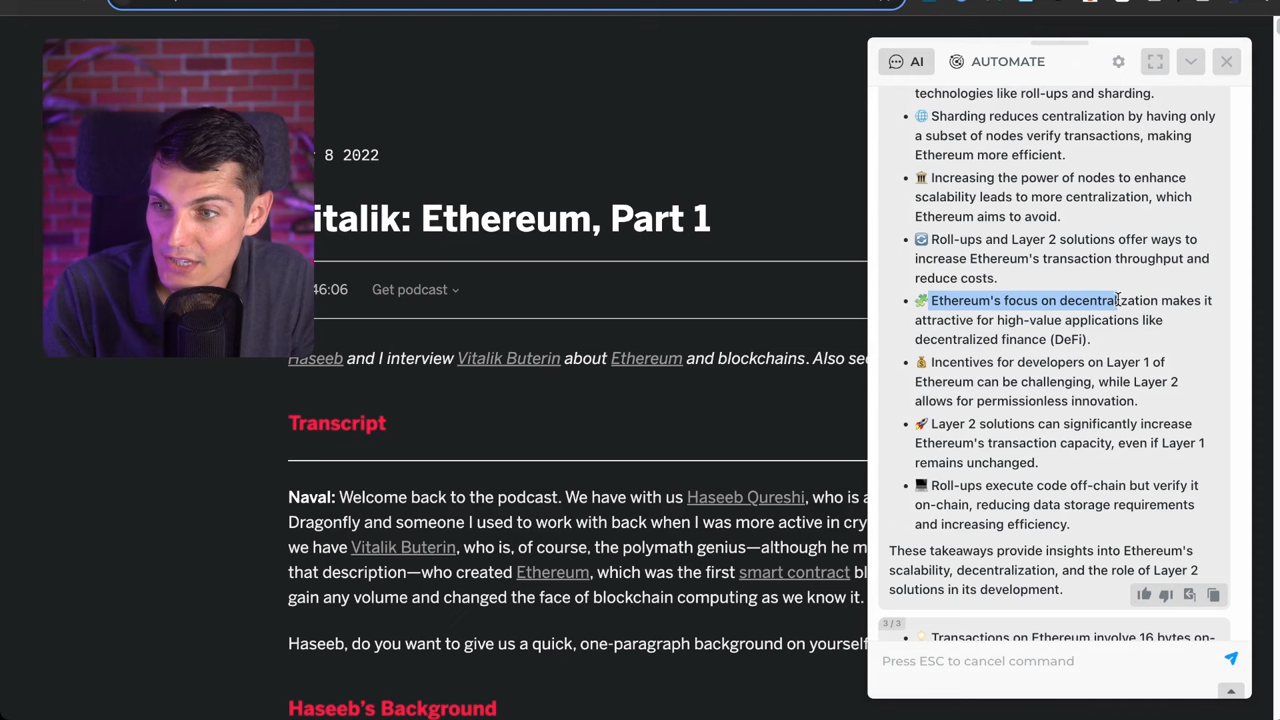 8 2022
italik: Ethereum, Part 1
46:06 Get podcast
Haseeb and I interview Vitalik Buterin about Ethereum and blockchains. Also see
Transcript
Naval: Welcome back to the podcast. We have with us Haseeb Qureshi, who is a
Dragonfly and someone I used to work with back when I was more active in cry
we have Vitalik Buterin, who is, of course, the polymath genius—although he m
that description—who created Ethereum, which was the first smart contract bl
gain any volume and changed the face of blockchain computing as we know it.
Haseeb, do you want to give us a quick, one-paragraph background on yourself
Haseeb's Background
AI AUTOMATE
technologies like roll-ups and sharding.
• 🌐 Sharding reduces centralization by having only
a subset of nodes verify transactions, making
Ethereum more efficient.
• 🏛 Increasing the power of nodes to enhance
scalability leads to more centralization, which
Ethereum aims to avoid.
• 🔄 Roll-ups and Layer 2 solutions offer ways to
increase Ethereum's transaction throughput and
reduce costs.
• 🧩 Ethereum's focus on decentralization makes it
attractive for high-value applications like
decentralized finance (DeFi).
• 💰 Incentives for developers on Layer 1 of
Ethereum can be challenging, while Layer 2
allows for permissionless innovation.
• 🚀 Layer 2 solutions can significantly increase
Ethereum's transaction capacity, even if Layer 1
remains unchanged.
• 💻 Roll-ups execute code off-chain but verify it
on-chain, reducing data storage requirements
and increasing efficiency.
These takeaways provide insights into Ethereum's
scalability, decentralization, and the role of Layer 2
solutions in its development.
3 / 3
• 💡 Transactions on Ethereum involve 16 bytes on-
Press ESC to cancel command